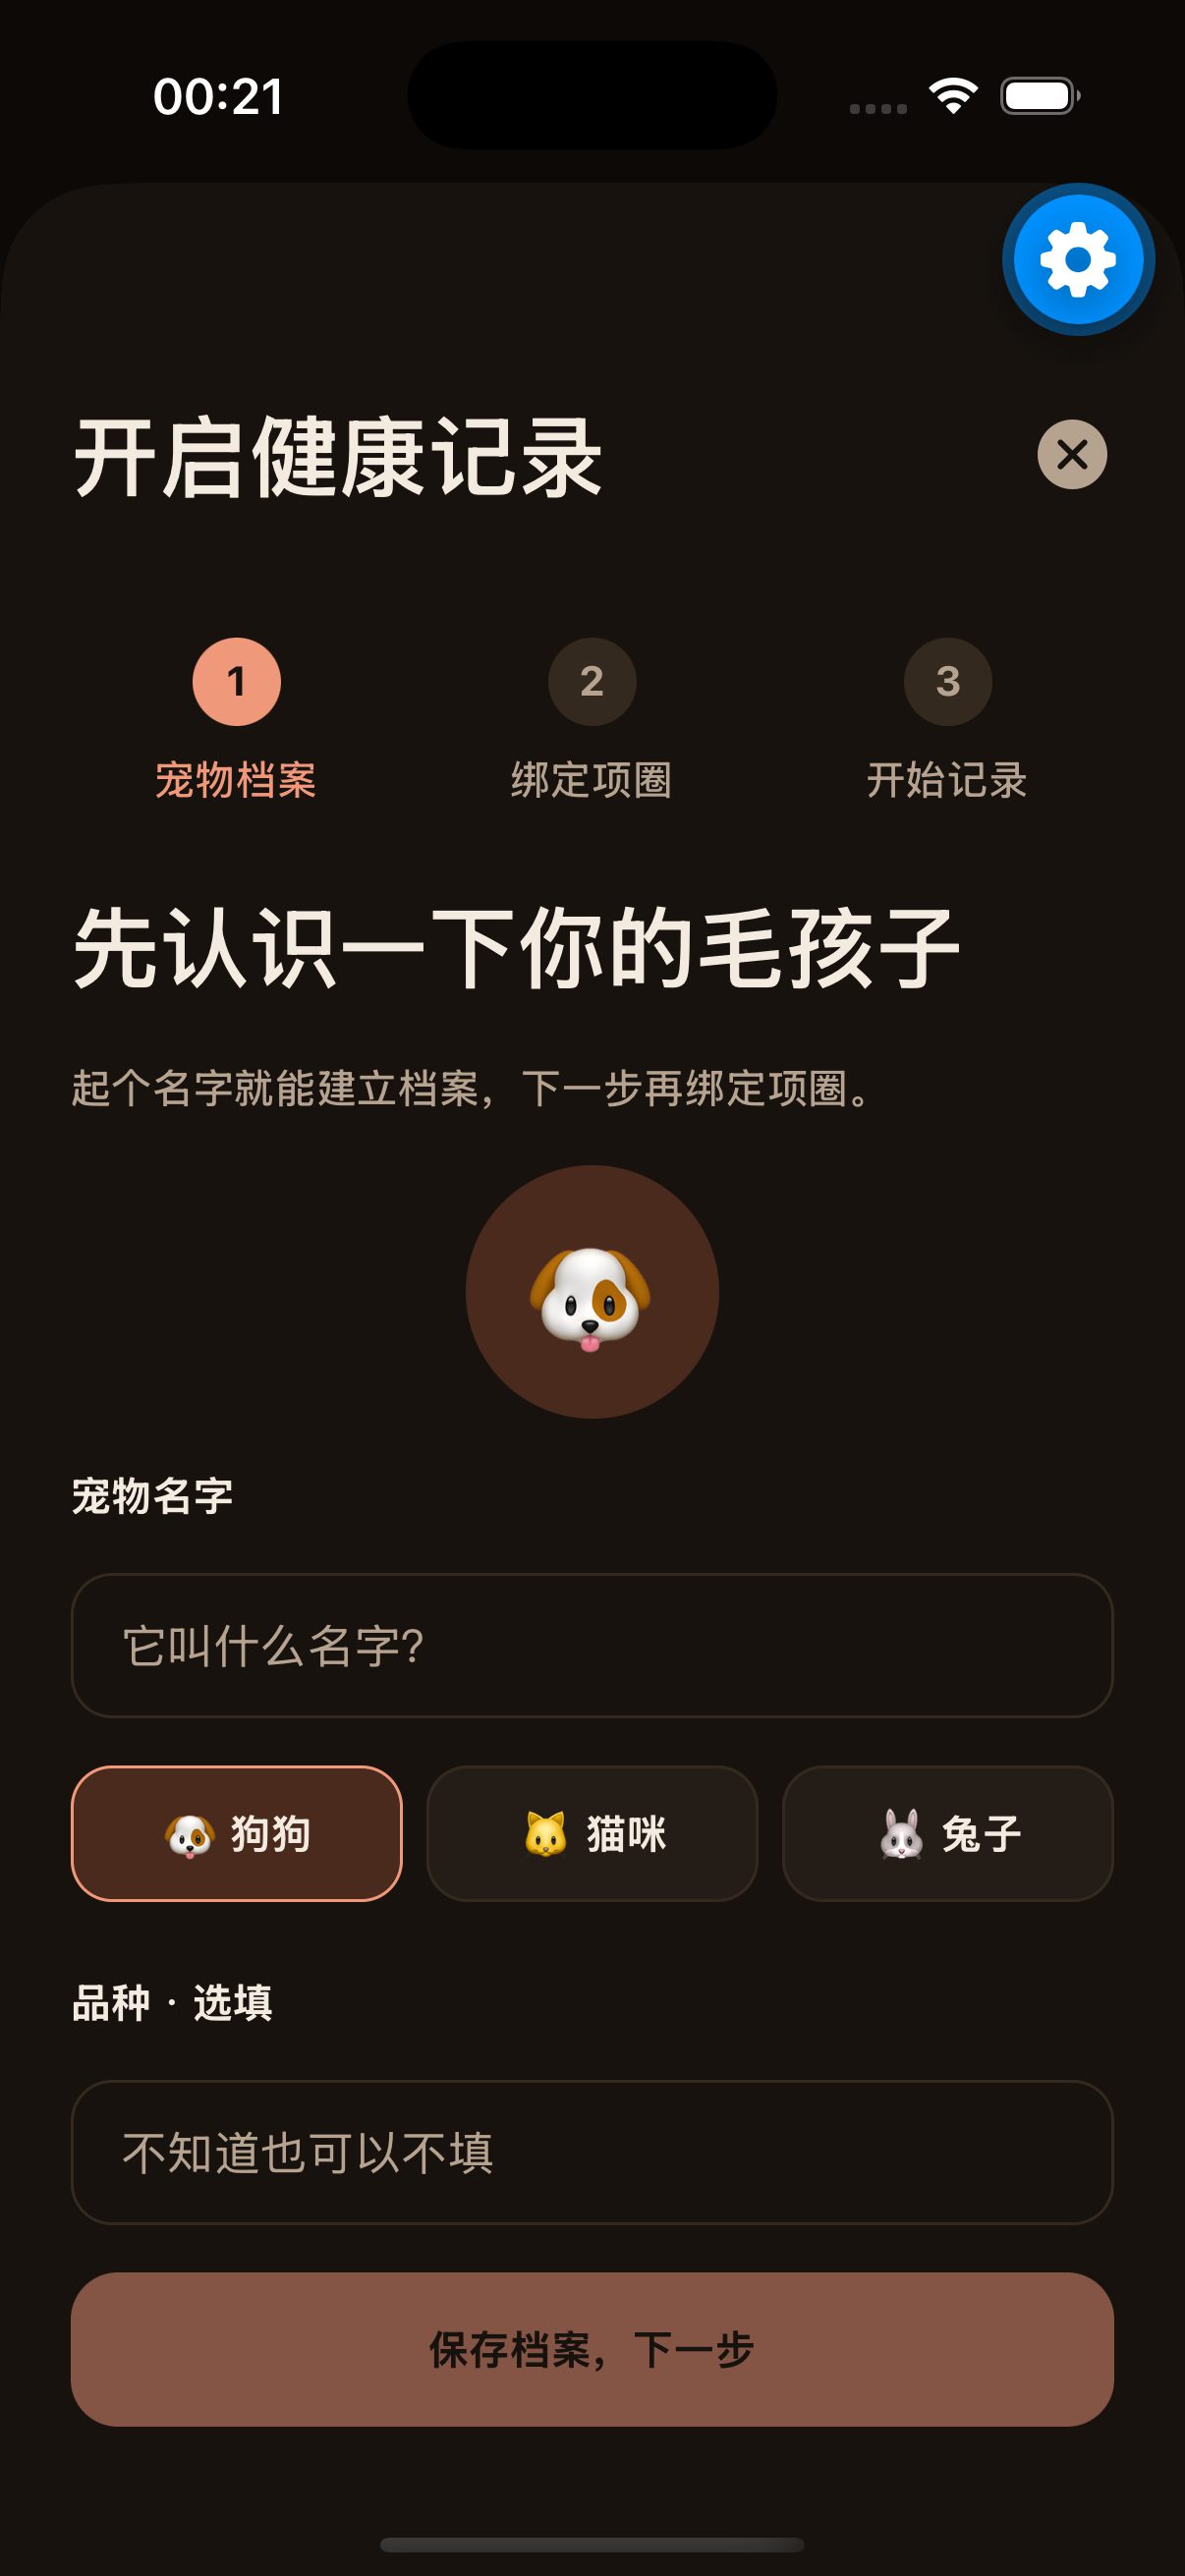 00:21
开启健康记录
1
2
3
宠物档案
绑定项圈
开始记录
先认识一下你的毛孩子
起个名字就能建立档案，下一步再绑定项圈。
宠物名字
它叫什么名字?
狗狗
猫咪
兔子
品种 · 选填
不知道也可以不填
保存档案，下一步